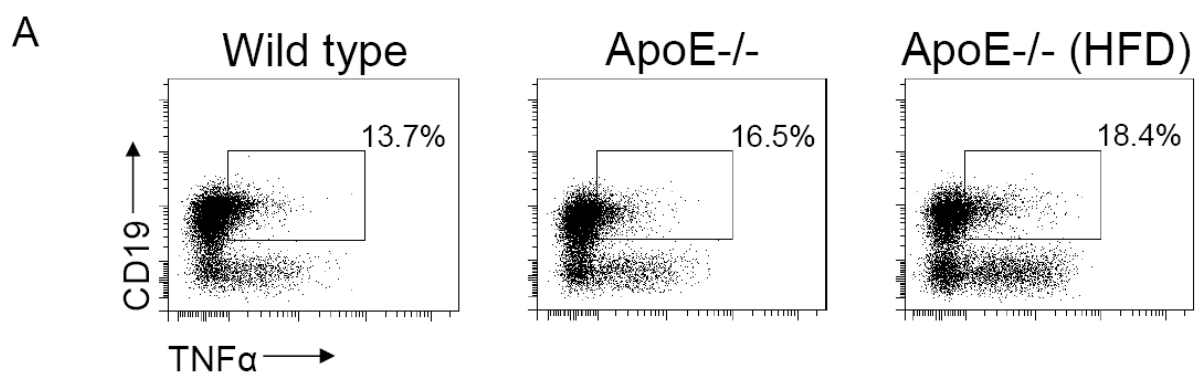 A
Wild type
ApoE-/-
ApoE-/- (HFD)
13.7%
16.5%
18.4%
CD19
TNFα